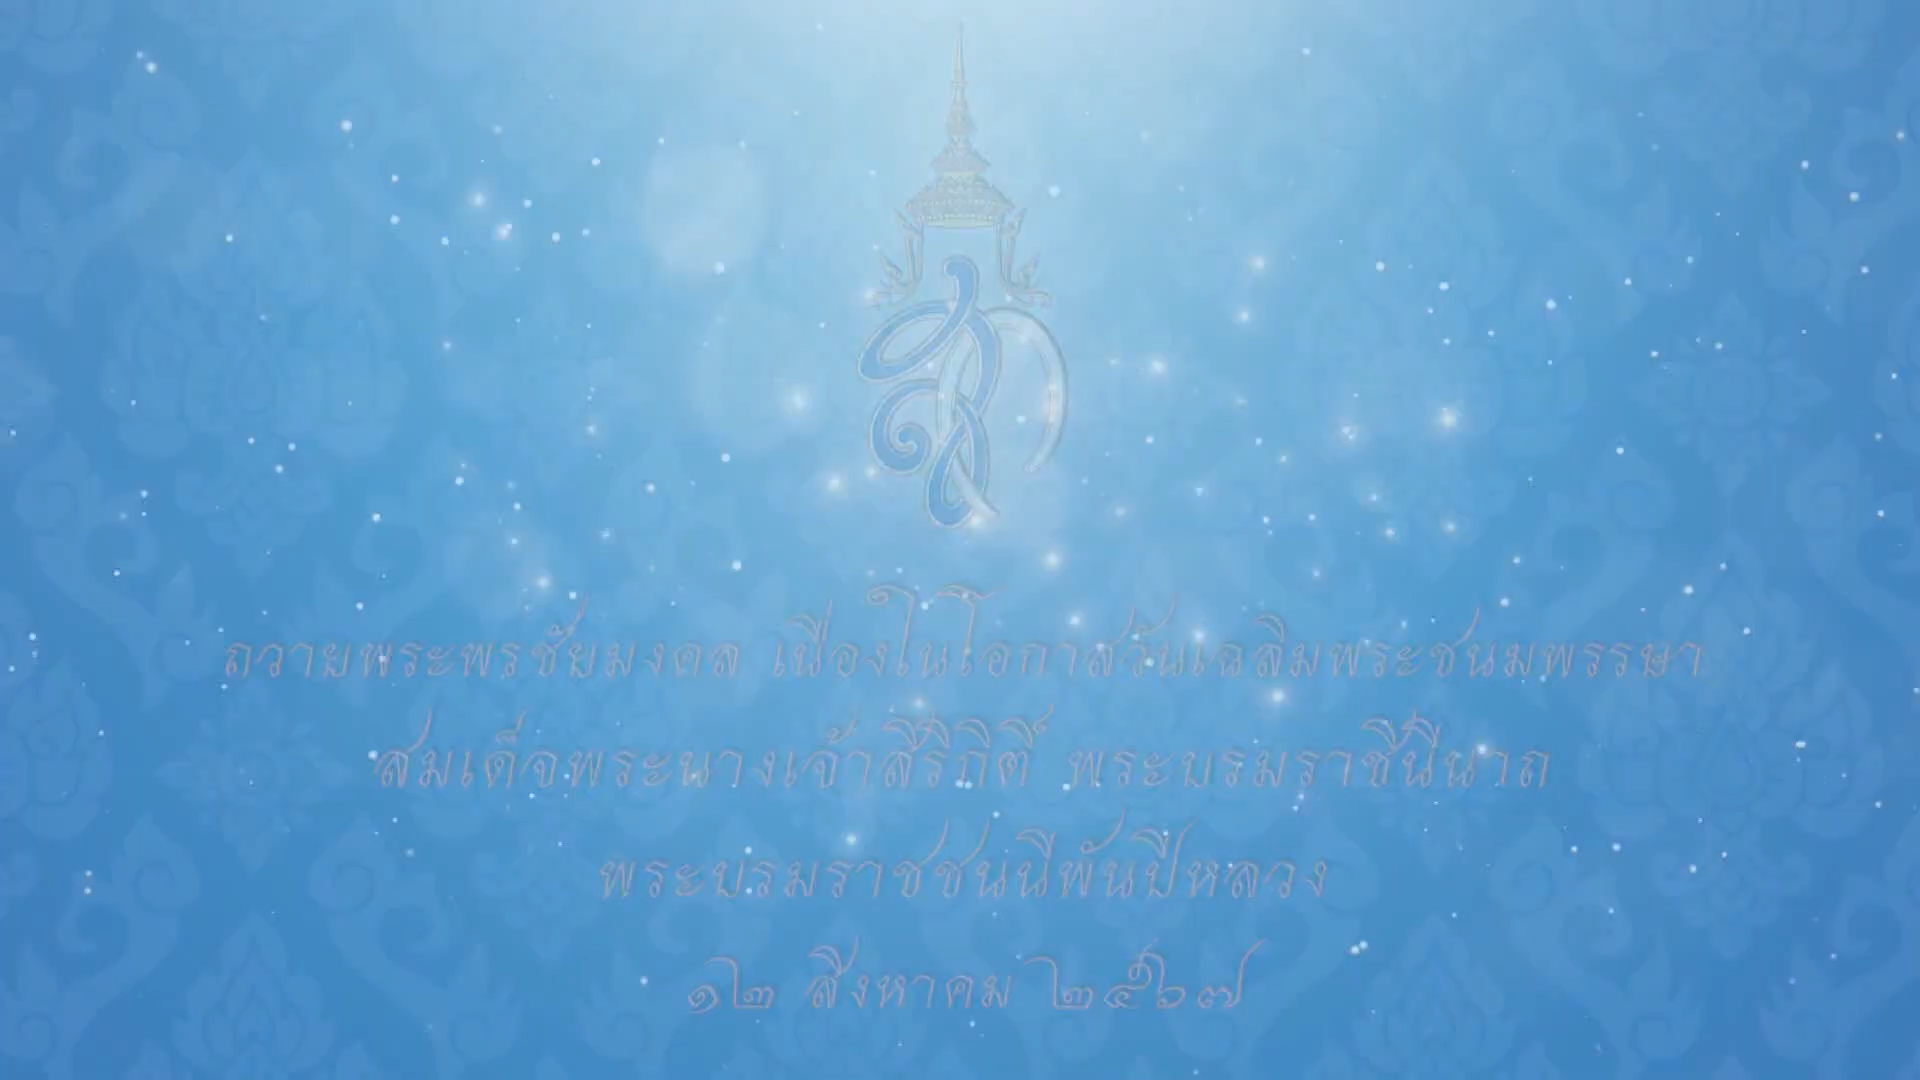 ถวายพระพรชัยมงคล เนื่องในโอกาสวันเฉลิมพระชนมพรรษา
สมเด็จพระนางเจ้าสิริกิติ์ พระบรมราชินีนาถ
พระบรมราชชนนีพันปีหลวง
๑๒ สิงหาคม ๒๕๖๗